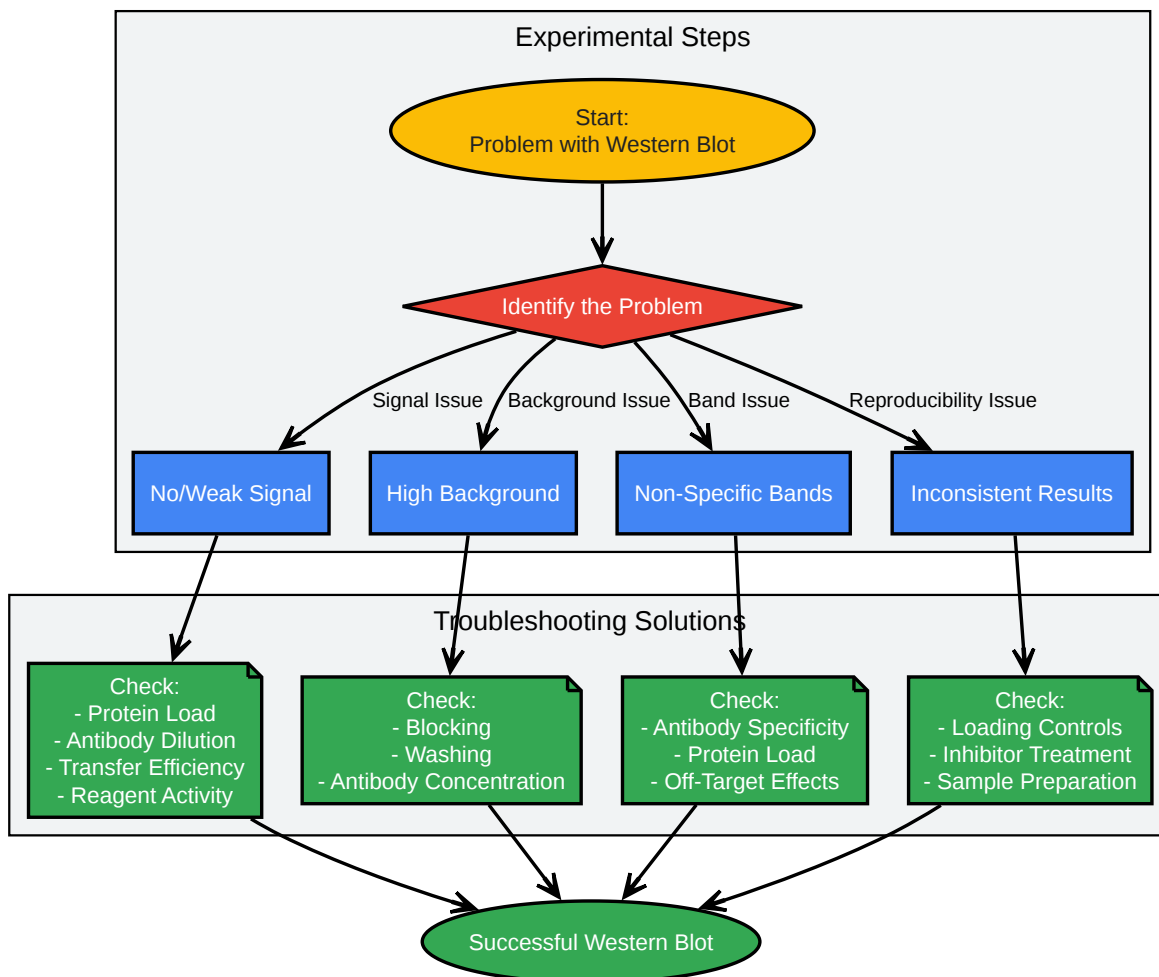 Experimental Steps
Start:
Problem with Western Blot
Identify the Problem
Signal Issue
Background Issue
Band Issue
Reproducibility Issue
No/Weak Signal
High Background
Non-Specific Bands
Inconsistent Results
Troubleshooting Solutions
Check:
- Protein Load
- Antibody Dilution
- Transfer Efficiency
- Reagent Activity
Check:
- Blocking
- Washing
- Antibody Concentration
Check:
- Antibody Specificity
- Protein Load
- Off-Target Effects
Check:
- Loading Controls
- Inhibitor Treatment
- Sample Preparation
Successful Western Blot